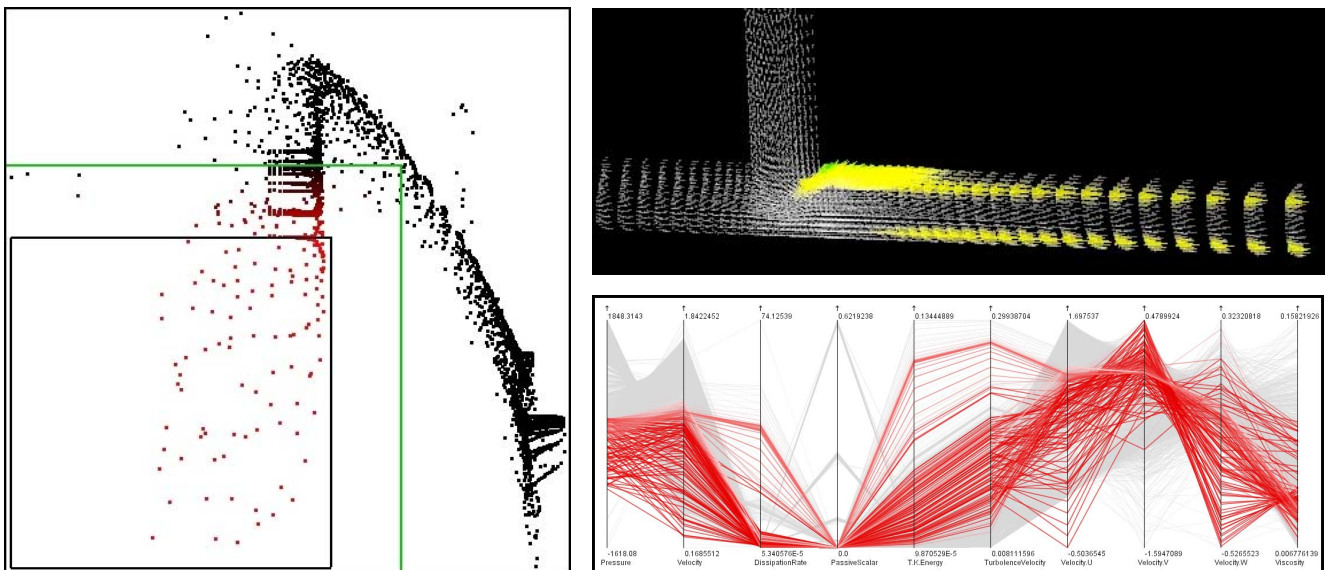 1848.3143 1.8422452 74.12539 0.6219238 0.13444889 0.29938704 1.697537 0.4789924 0.32320818 0.15821926
-1618.08 0.1685512 5.340576E-5 0.0 9.870529E-5 0.008111596 -0.5036545 -1.5947089 -0.5265523 0.006776139
Pressure Velocity DissipationRate PassiveScalar T.K.Energy TurbolenceVelocity Velocity.U Velocity.V Velocity.W Viscosity